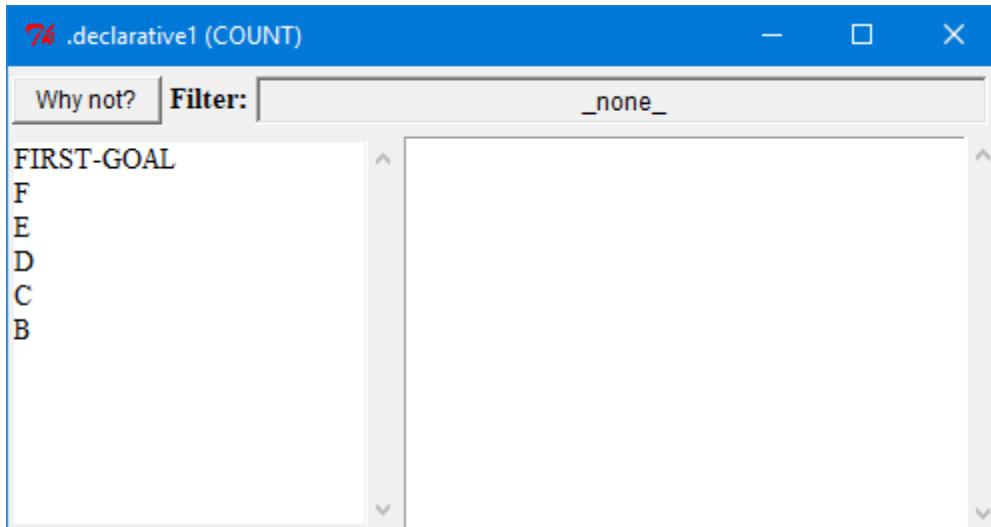 .declarative1 (COUNT)
Why not? Filter: _none_
FIRST-GOAL
F
E
D
C
B